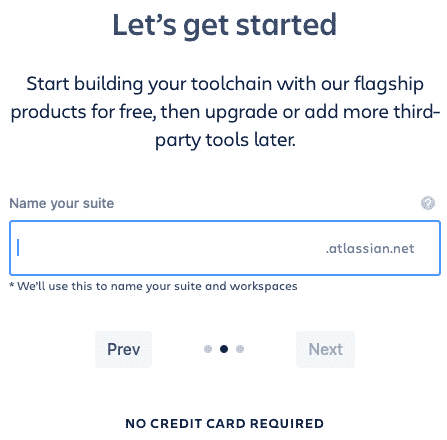 Let's get started
Start building your toolchain with our flagship
products for free, then upgrade or add more third-
party tools later.
Name your suite
?
.atlassian.net
* We'll use this to name your suite and workspaces
Prev
Next
NO CREDIT CARD REQUIRED